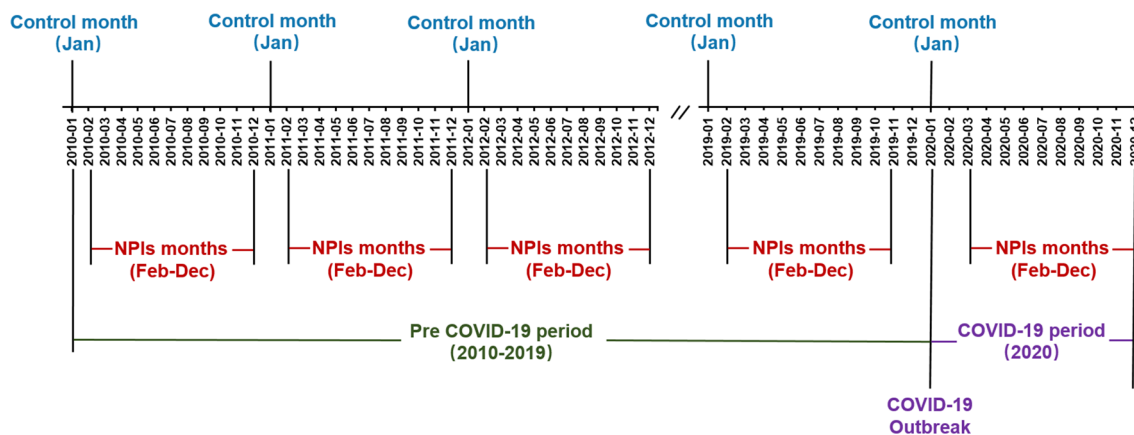 Control month
(Jan)
Control month
(Jan)
Control month
(Jan)
Control month
(Jan)
Control month
(Jan)
2010-01
2010-02
2010-03
2010-04
2010-05
2010-06
2010-07
2010-08
2010-09
2010-10
2010-11
2010-12
2011-01
2011-02
2011-03
2011-04
2011-05
2011-06
2011-07
2011-08
2011-09
2011-10
2011-11
2011-12
2012-01
2012-02
2012-03
2012-04
2012-05
2012-06
2012-07
2012-08
2012-09
2012-10
2012-11
2012-12
//
2019-01
2019-02
2019-03
2019-04
2019-05
2019-06
2019-07
2019-08
2019-09
2019-10
2019-11
2019-12
2020-01
2020-02
2020-03
2020-04
2020-05
2020-06
2020-07
2020-08
2020-09
2020-10
2020-11
2020-12
NPIs months
(Feb-Dec)
NPIs months
(Feb-Dec)
NPIs months
(Feb-Dec)
NPIs months
(Feb-Dec)
NPIs months
(Feb-Dec)
Pre COVID-19 period
(2010-2019)
COVID-19 period
(2020)
COVID-19
Outbreak